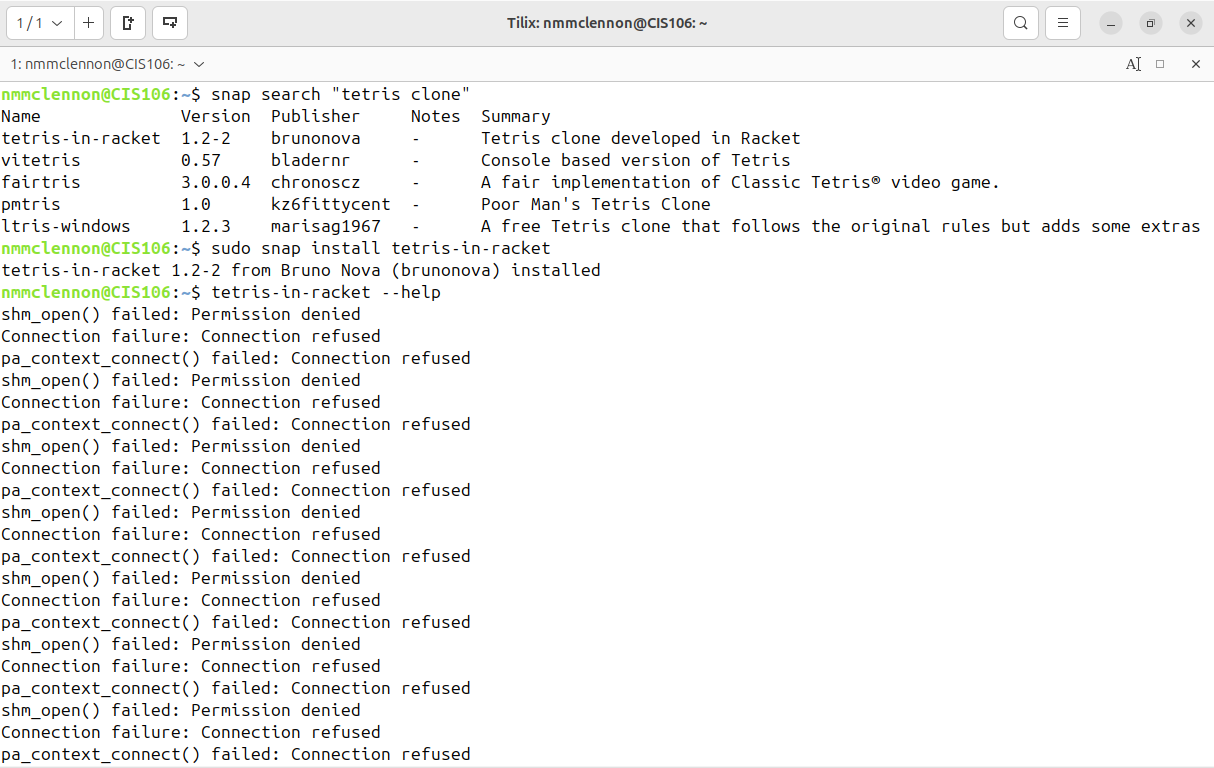 1 / 1
Tilix: nmmclennon@CIS106: ~
1: nmmclennon@CIS106: ~
nmmclennon@CIS106:~$ snap search "tetris clone"
Name              Version  Publisher     Notes  Summary
tetris-in-racket  1.2-2    brunonova     -      Tetris clone developed in Racket
vitetris          0.57     bladernr      -      Console based version of Tetris
fairtris          3.0.0.4  chronoscz     -      A fair implementation of Classic Tetris® video game.
pmtris            1.0      kz6fittycent  -      Poor Man's Tetris Clone
ltris-windows     1.2.3    marisag1967   -      A free Tetris clone that follows the original rules but adds some extras
nmmclennon@CIS106:~$ sudo snap install tetris-in-racket
tetris-in-racket 1.2-2 from Bruno Nova (brunonova) installed
nmmclennon@CIS106:~$ tetris-in-racket --help
shm_open() failed: Permission denied
Connection failure: Connection refused
pa_context_connect() failed: Connection refused
shm_open() failed: Permission denied
Connection failure: Connection refused
pa_context_connect() failed: Connection refused
shm_open() failed: Permission denied
Connection failure: Connection refused
pa_context_connect() failed: Connection refused
shm_open() failed: Permission denied
Connection failure: Connection refused
pa_context_connect() failed: Connection refused
shm_open() failed: Permission denied
Connection failure: Connection refused
pa_context_connect() failed: Connection refused
shm_open() failed: Permission denied
Connection failure: Connection refused
pa_context_connect() failed: Connection refused
shm_open() failed: Permission denied
Connection failure: Connection refused
pa_context_connect() failed: Connection refused